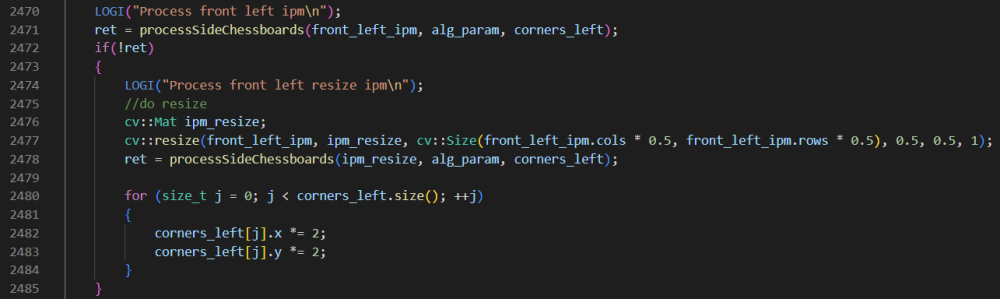 2470 LOGI("Process front left ipm\n");
2471 ret = processSideChessboards(front_left_ipm, alg_param, corners_left);
2472 if(!ret)
2473 {
2474 LOGI("Process front left resize ipm\n");
2475 //do resize
2476 cv::Mat ipm_resize;
2477 cv::resize(front_left_ipm, ipm_resize, cv::Size(front_left_ipm.cols * 0.5, front_left_ipm.rows * 0.5), 0.5, 0.5, 1);
2478 ret = processSideChessboards(ipm_resize, alg_param, corners_left);
2479
2480 for (size_t j = 0; j < corners_left.size(); ++j)
2481 {
2482 corners_left[j].x *= 2;
2483 corners_left[j].y *= 2;
2484 }
2485 }